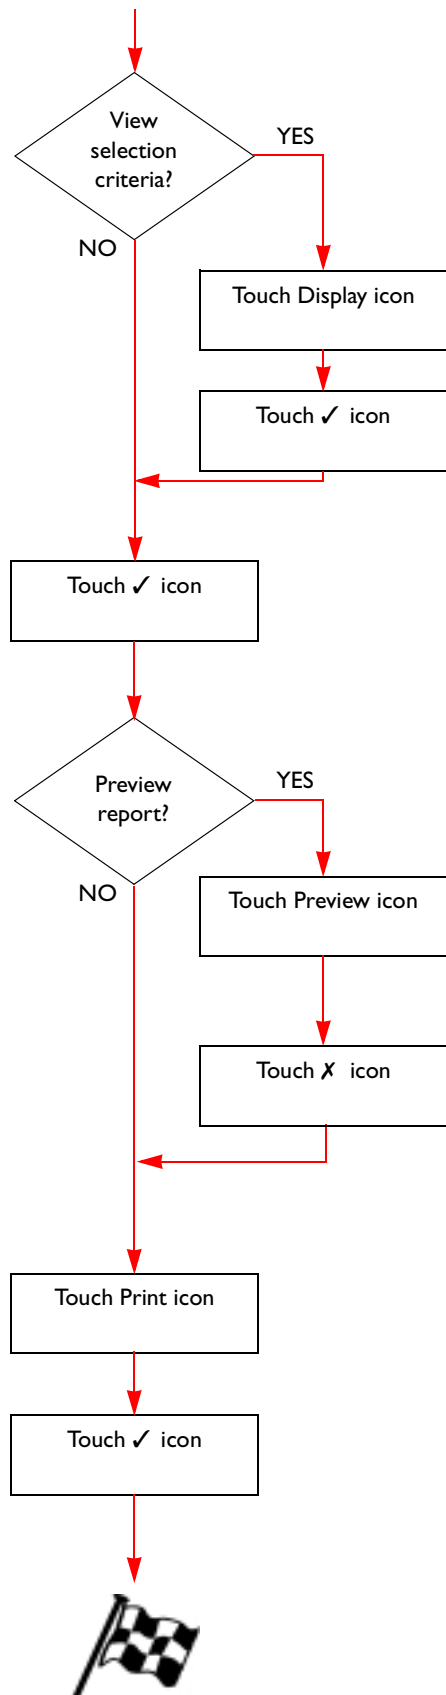 View
selection
criteria?
YES
NO
Touch Display icon
Touch ✓ icon
Touch ✓ icon
Preview
report?
YES
NO
Touch Preview icon
Touch ✗ icon
Touch Print icon
Touch ✓ icon